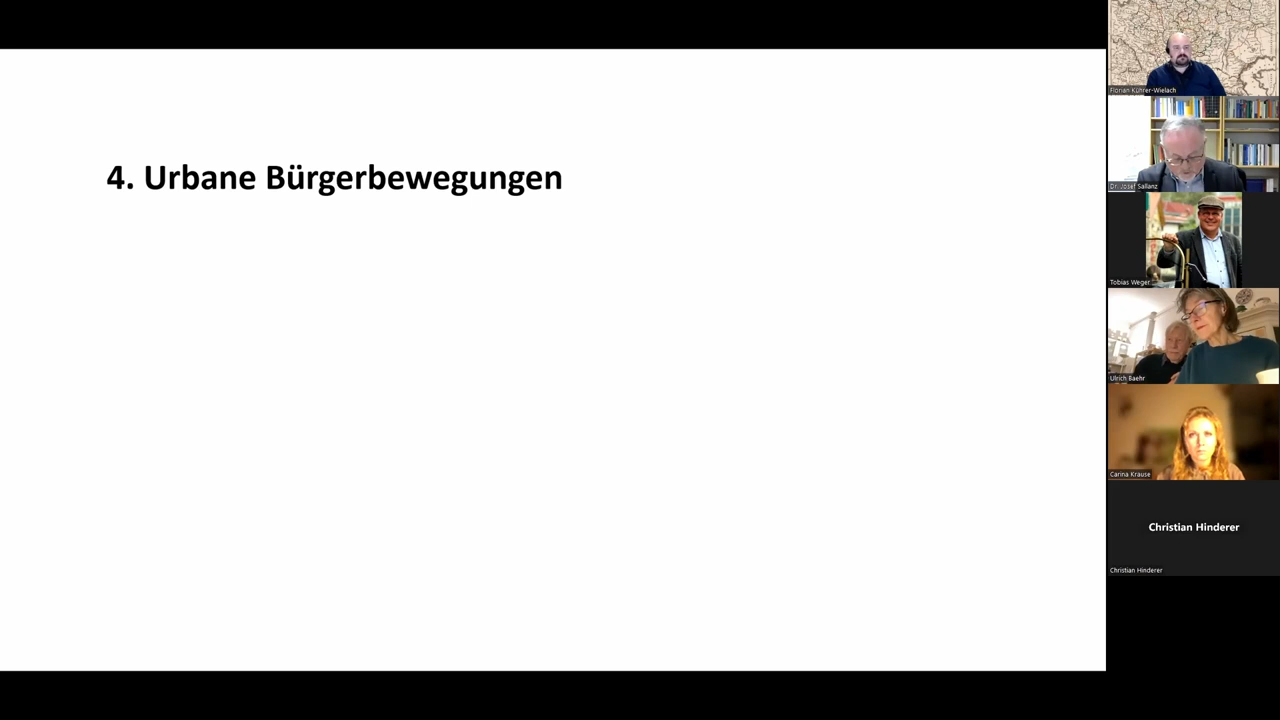 4. Urbane Bürgerbewegungen
Florian Kührer-Wielach
Dr. Josef Sallanz
Tobias Weger
Ulrich Baehr
Carina Krause
Christian Hinderer
Christian Hinderer